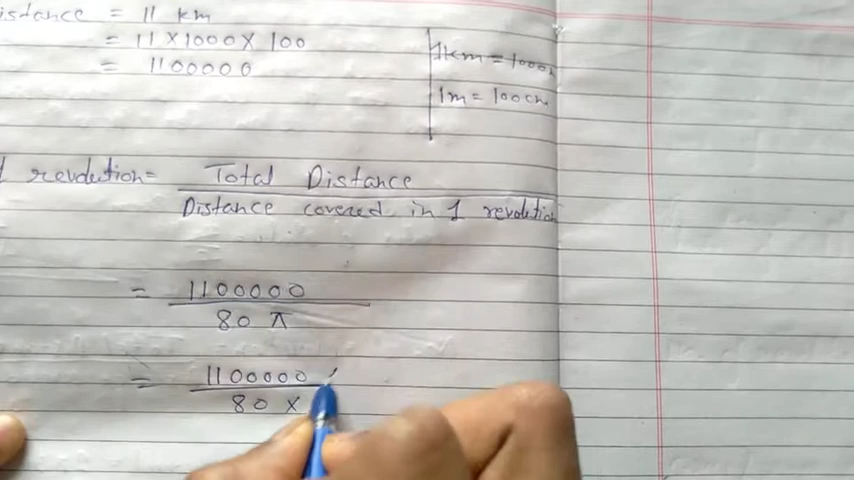 istance = 11 km
= 11 X 1000 X 100
= 1100000
1km = 1000
1m = 100cm
revolution = Total Distance
Distance covered in 1 revolution
= 1100000
80 π
= 1100000
80 x